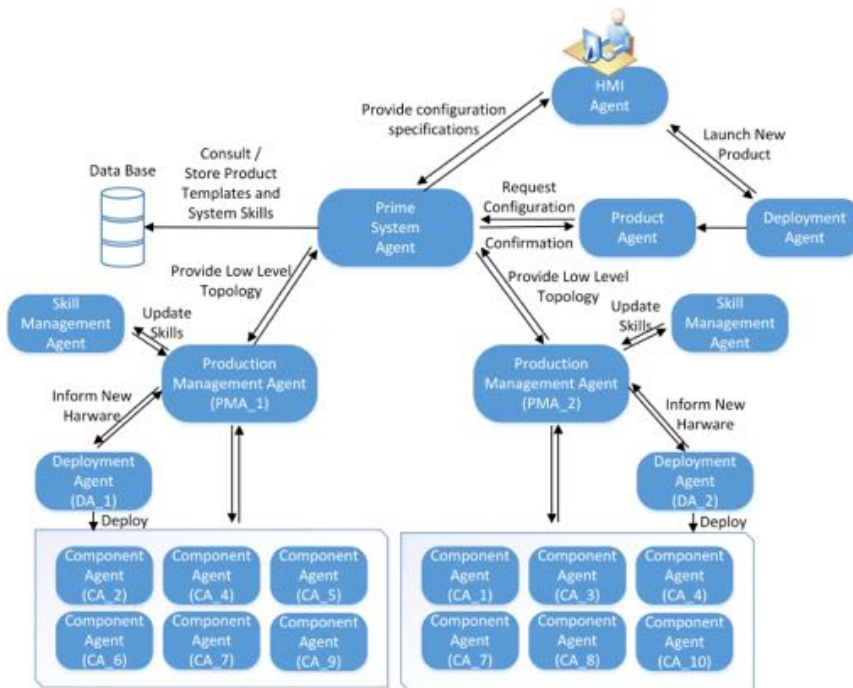 HMI
Agent
Provide configuration
specifications
Launch New
Product
Data Base
Consult /
Store Product
Templates and
System Skills
Prime
System
Agent
Request
Configuration
Confirmation
Product
Agent
Deployment
Agent
Provide Low Level
Topology
Provide Low Level
Topology
Skill
Management
Agent
Update
Skills
Update
Skills
Skill
Management
Agent
Production
Management Agent
(PMA_1)
Production
Management Agent
(PMA_2)
Inform New
Harware
Inform New
Harware
Deployment
Agent
(DA_1)
Deployment
Agent
(DA_2)
Deploy
Deploy
Component
Agent
(CA_2)
Component
Agent
(CA_4)
Component
Agent
(CA_5)
Component
Agent
(CA_6)
Component
Agent
(CA_7)
Component
Agent
(CA_9)
Component
Agent
(CA_1)
Component
Agent
(CA_3)
Component
Agent
(CA_4)
Component
Agent
(CA_7)
Component
Agent
(CA_8)
Component
Agent
(CA_10)